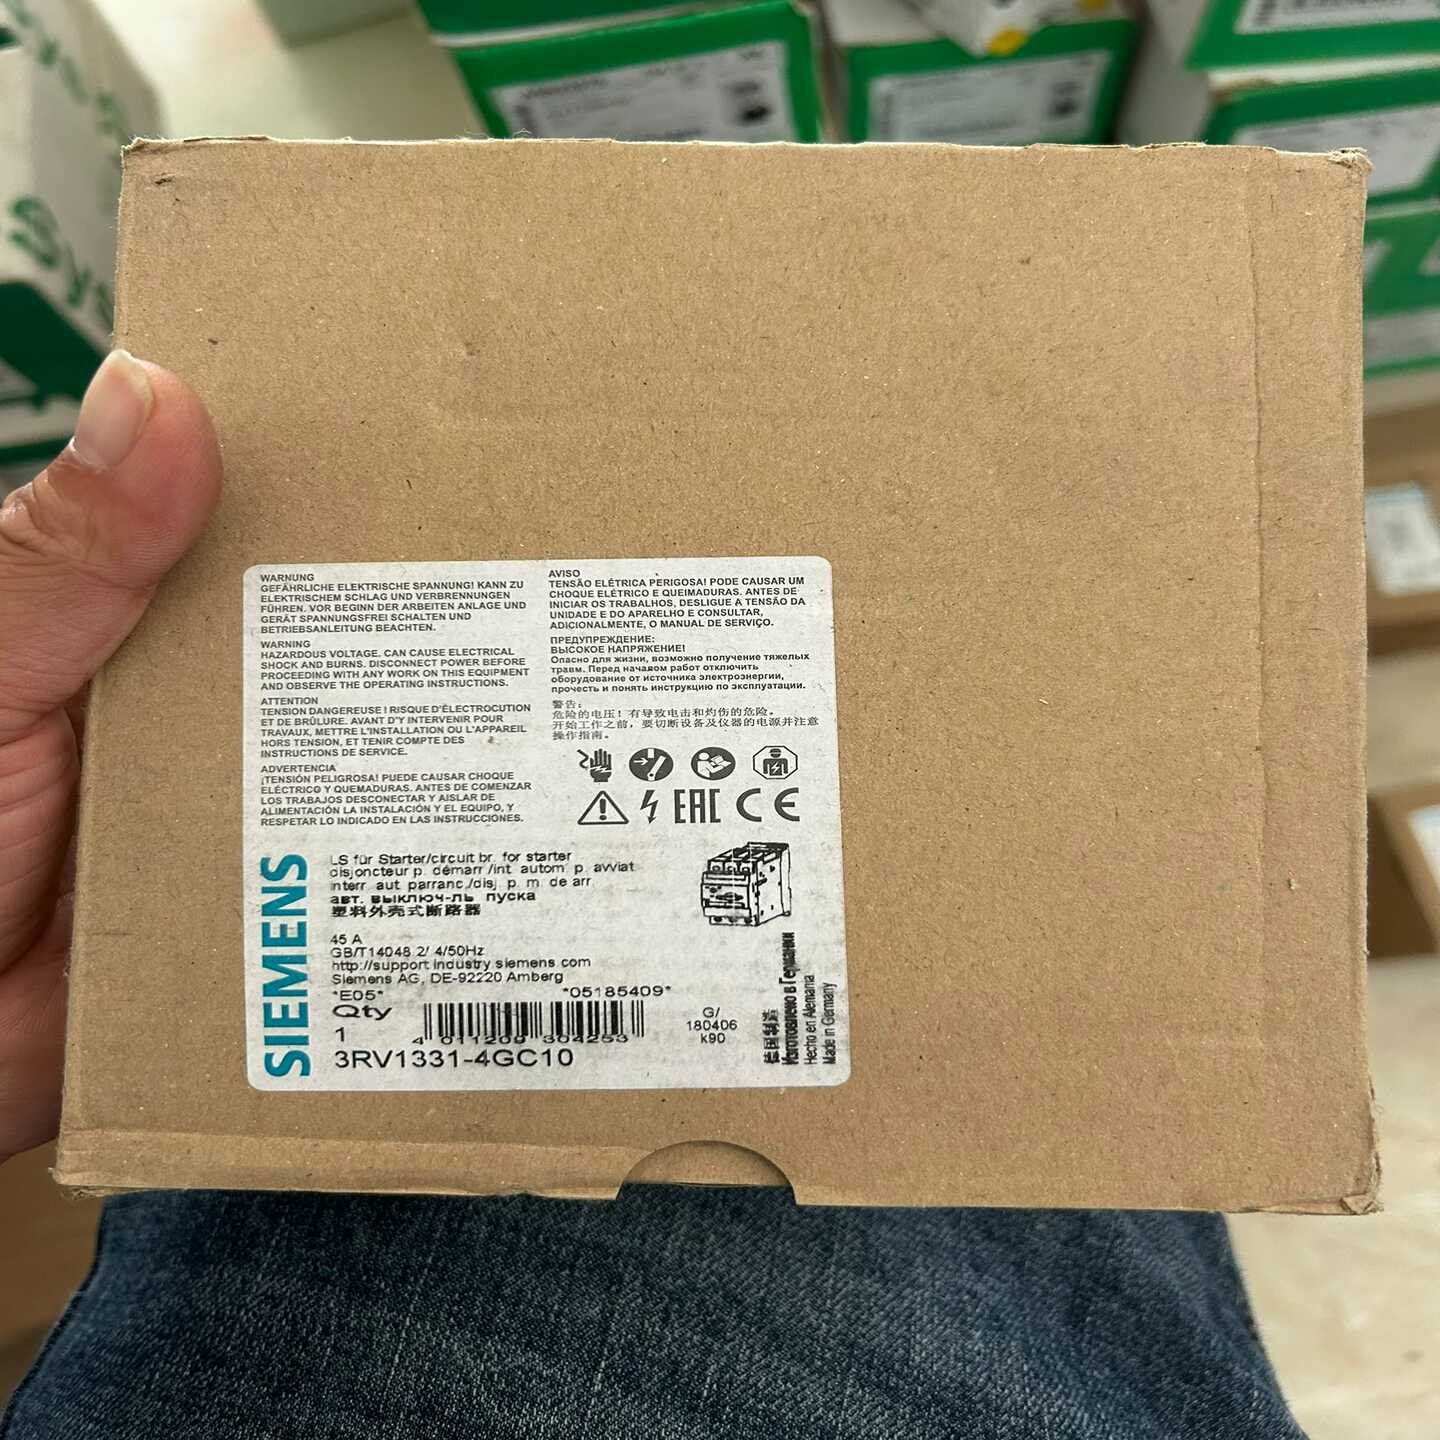 WARNUNG
GEFÄHRLICHE ELEKTRISCHE SPANNUNG! KANN ZU
ELEKTRISCHEM SCHLAG UND VERBRENNUNGEN
FÜHREN. VOR BEGINN DER ARBEITEN ANLAGE UND
GERÄT SPANNUNGSFREI SCHALTEN UND
BETRIEBSANLEITUNG BEACHTEN.
WARNING
HAZARDOUS VOLTAGE. CAN CAUSE ELECTRICAL
SHOCK AND BURNS. DISCONNECT POWER BEFORE
PROCEEDING WITH ANY WORK ON THIS EQUIPMENT
AND OBSERVE THE OPERATING INSTRUCTIONS.
ATTENTION
TENSION DANGEREUSE ! RISQUE D'ÉLECTROCUTION
ET DE BRÛLURE. AVANT D'Y INTERVENIR POUR
TRAVAUX, METTRE L'INSTALLATION OU L'APPAREIL
HORS TENSION, ET TENIR COMPTE DES
INSTRUCTIONS DE SERVICE.
ADVERTENCIA
¡TENSIÓN PELIGROSA! PUEDE CAUSAR CHOQUE
ELÉCTRICO Y QUEMADURAS. ANTES DE COMENZAR
LOS TRABAJOS DESCONECTAR Y AISLAR DE
ALIMENTACIÓN LA INSTALACIÓN Y EL EQUIPO, Y
RESPETAR LO INDICADO EN LAS INSTRUCCIONES.
AVISO
TENSÃO ELÉTRICA PERIGOSA! PODE CAUSAR UM
CHOQUE ELÉTRICO E QUEIMADURAS. ANTES DE
INICIAR OS TRABALHOS, DESLIGUE A TENSÃO DA
UNIDADE E DO APARELHO E CONSULTAR,
ADICIONALMENTE, O MANUAL DE SERVIÇO.
ПРЕДУПРЕЖДЕНИЕ:
ВЫСОКОЕ НАПРЯЖЕНИЕ!
Опасно для жизни, возможно получение тяжелых
травм. Перед началом работ отключить
оборудование от источника электроэнергии,
прочесть и понять инструкцию по эксплуатации.
警告:
危险的电压! 有导致电击和灼伤的危险。
开始工作之前, 要切断设备及仪器的电源并注意
操作指南。
EAC CE
SIEMENS
LS für Starter/circuit br. for starter
disjoncteur p. démarr./int. autom. p. avviat.
interr. aut. parranc./disj. p. m. de arr.
авт. выключ-ль пуска
塑料外壳式断路器
45 A
GB/T14048.2/.4/50Hz
http://support.industry.siemens.com
Siemens AG, DE-92220 Amberg
*E05* *05185409*
Qty
1
4 011209 304253
3RV1331-4GC10
G/
180406
k90
德国制造
Изготовлено в Германии
Hecho en Alemania
Made in Germany
Sys